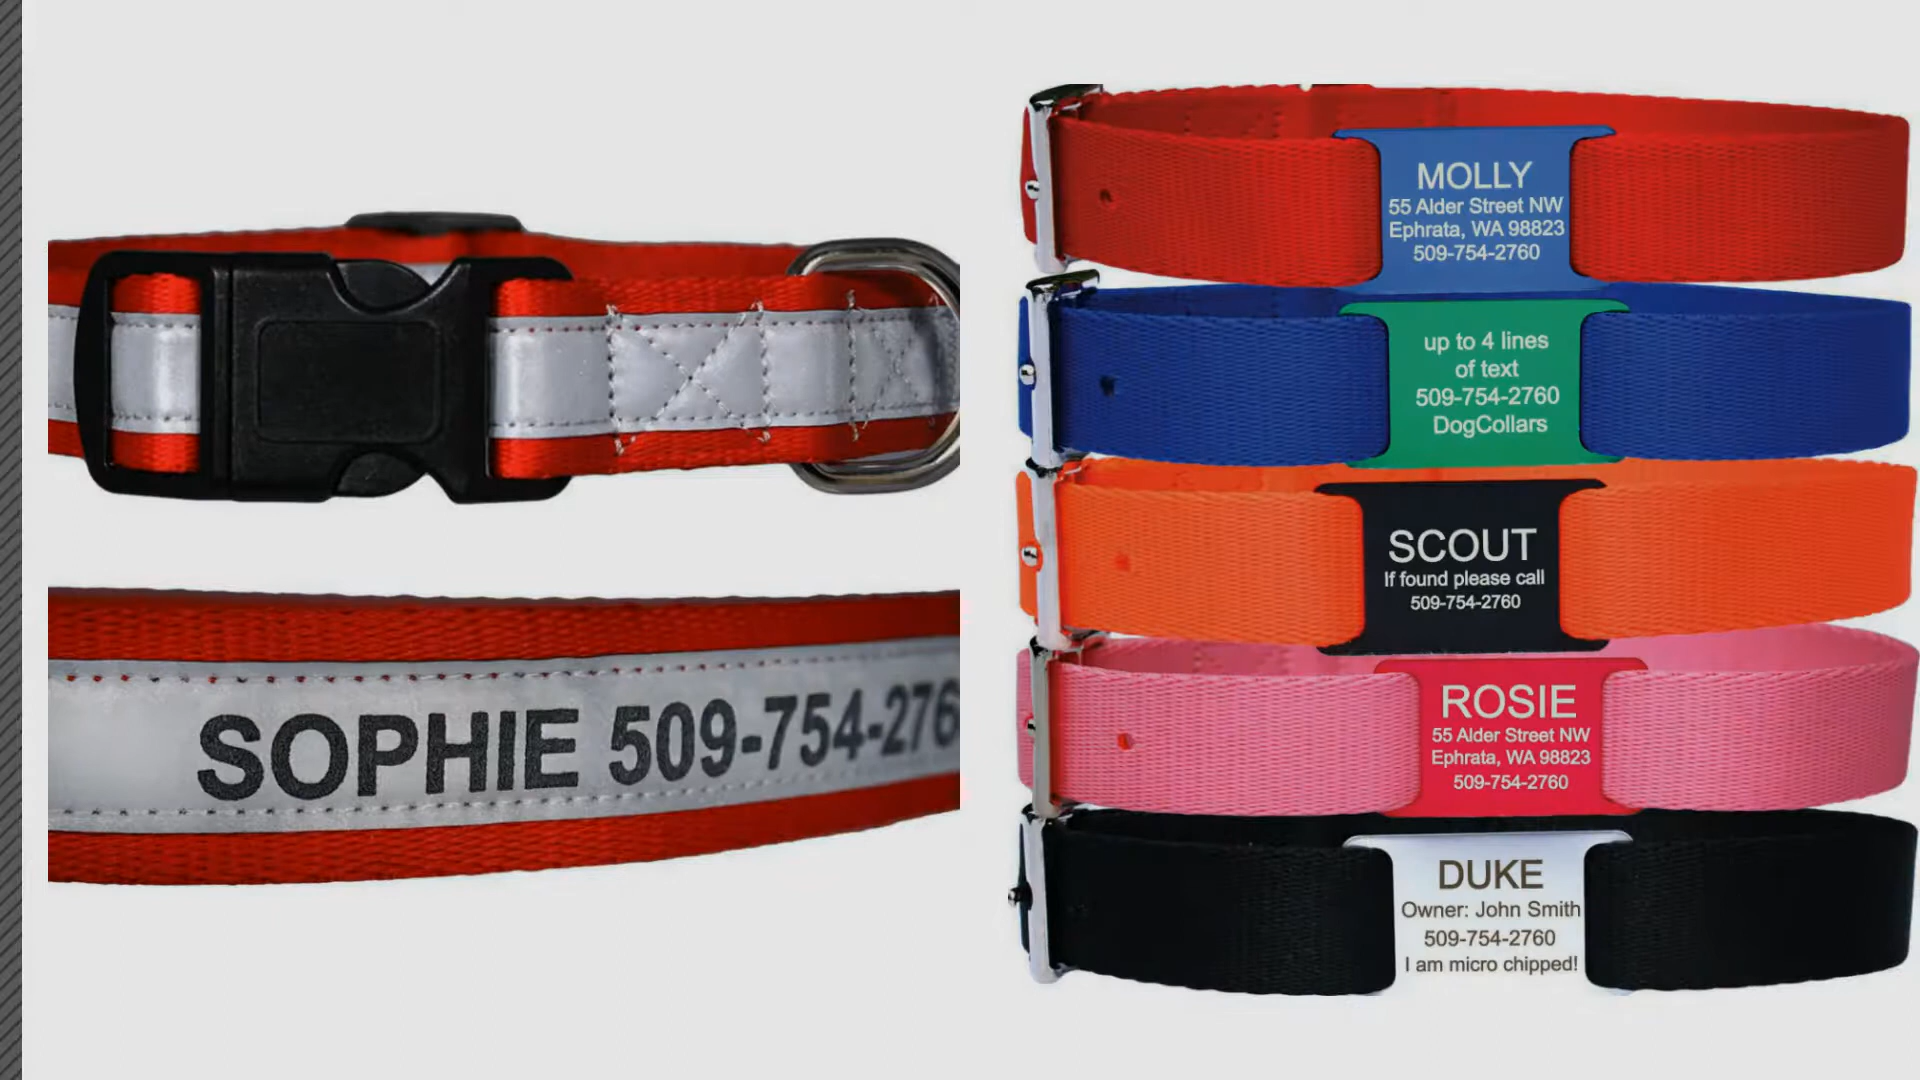 SOPHIE 509-754-276
MOLLY
55 Alder Street NW
Ephrata, WA 98823
509-754-2760
up to 4 lines
of text
509-754-2760
DogCollars
SCOUT
If found please call
509-754-2760
ROSIE
55 Alder Street NW
Ephrata, WA 98823
509-754-2760
DUKE
Owner: John Smith
509-754-2760
I am micro chipped!